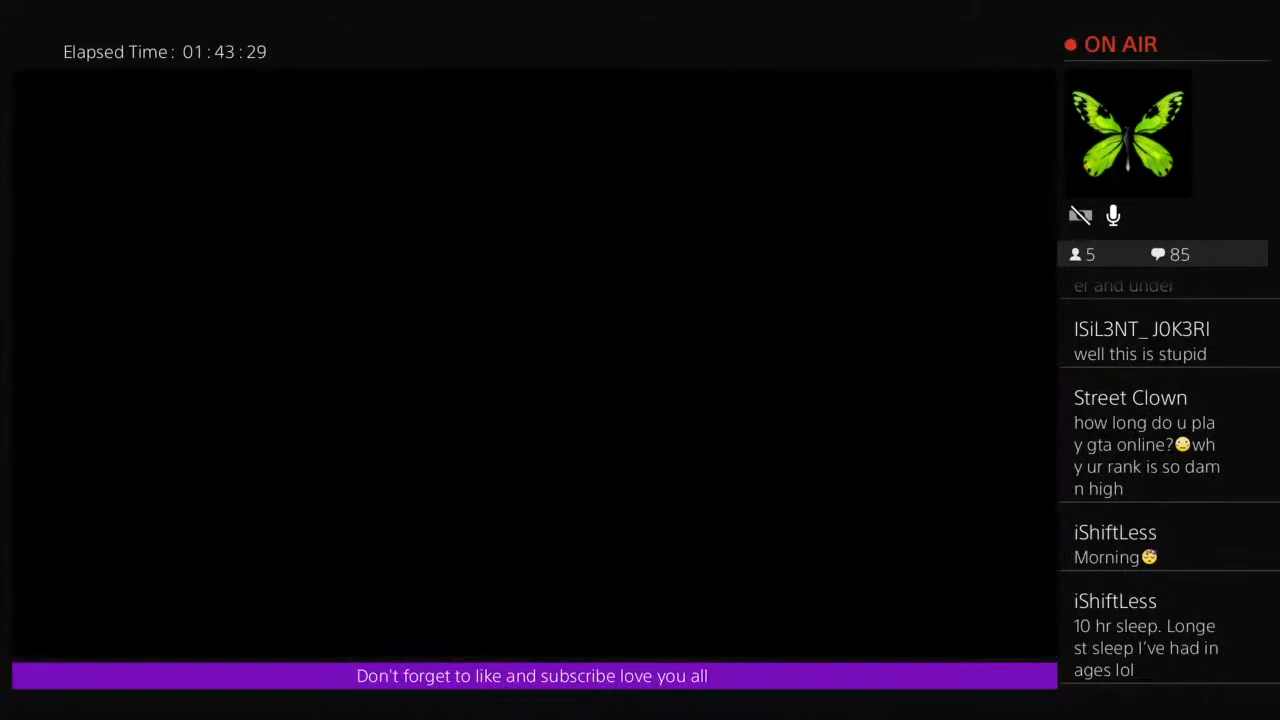 Elapsed Time: 01:43:29
ON AIR
5 85
er and under
ISiL3NT_ J0K3RI
well this is stupid
Street Clown
how long do u pla
y gta online?😳wh
y ur rank is so dam
n high
iShiftLess
Morning😴
iShiftLess
10 hr sleep. Longe
st sleep I've had in
ages lol
Don't forget to like and subscribe love you all